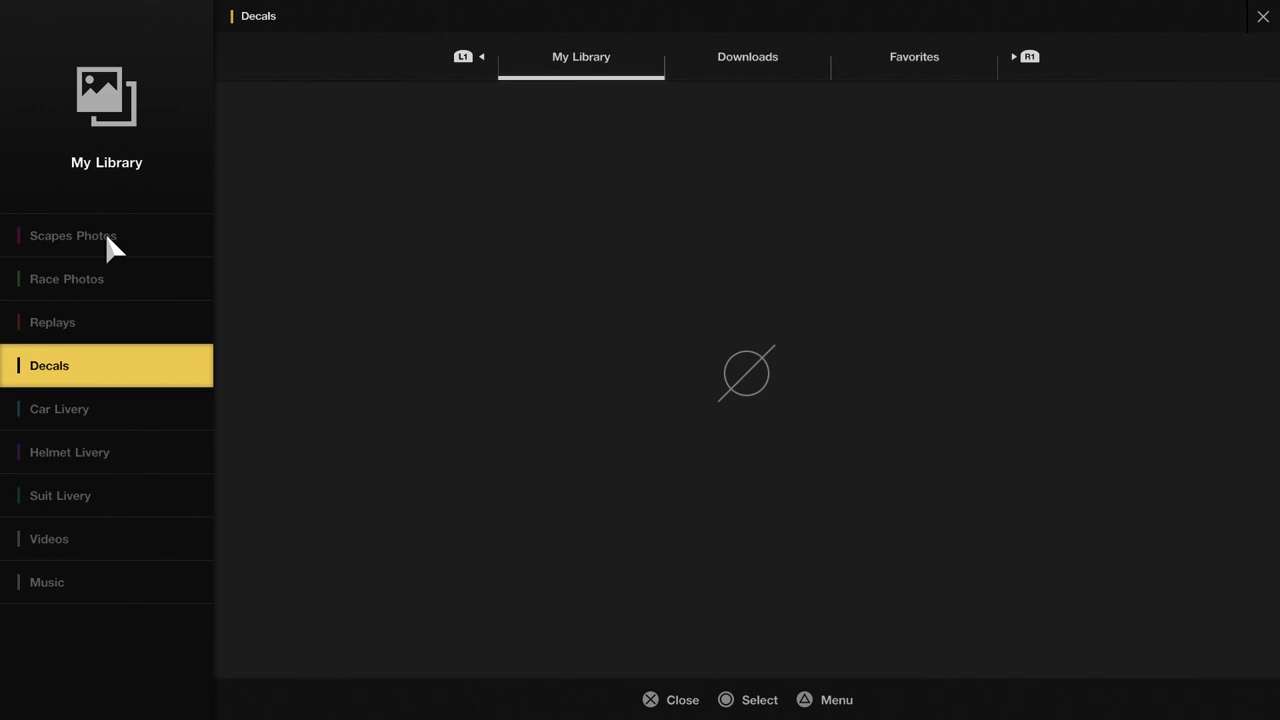 Decals
L1
My Library
Downloads
Favorites
R1
My Library
Scapes Photos
Race Photos
Replays
Decals
Car Livery
Helmet Livery
Suit Livery
Videos
Music
Close
Select
Menu